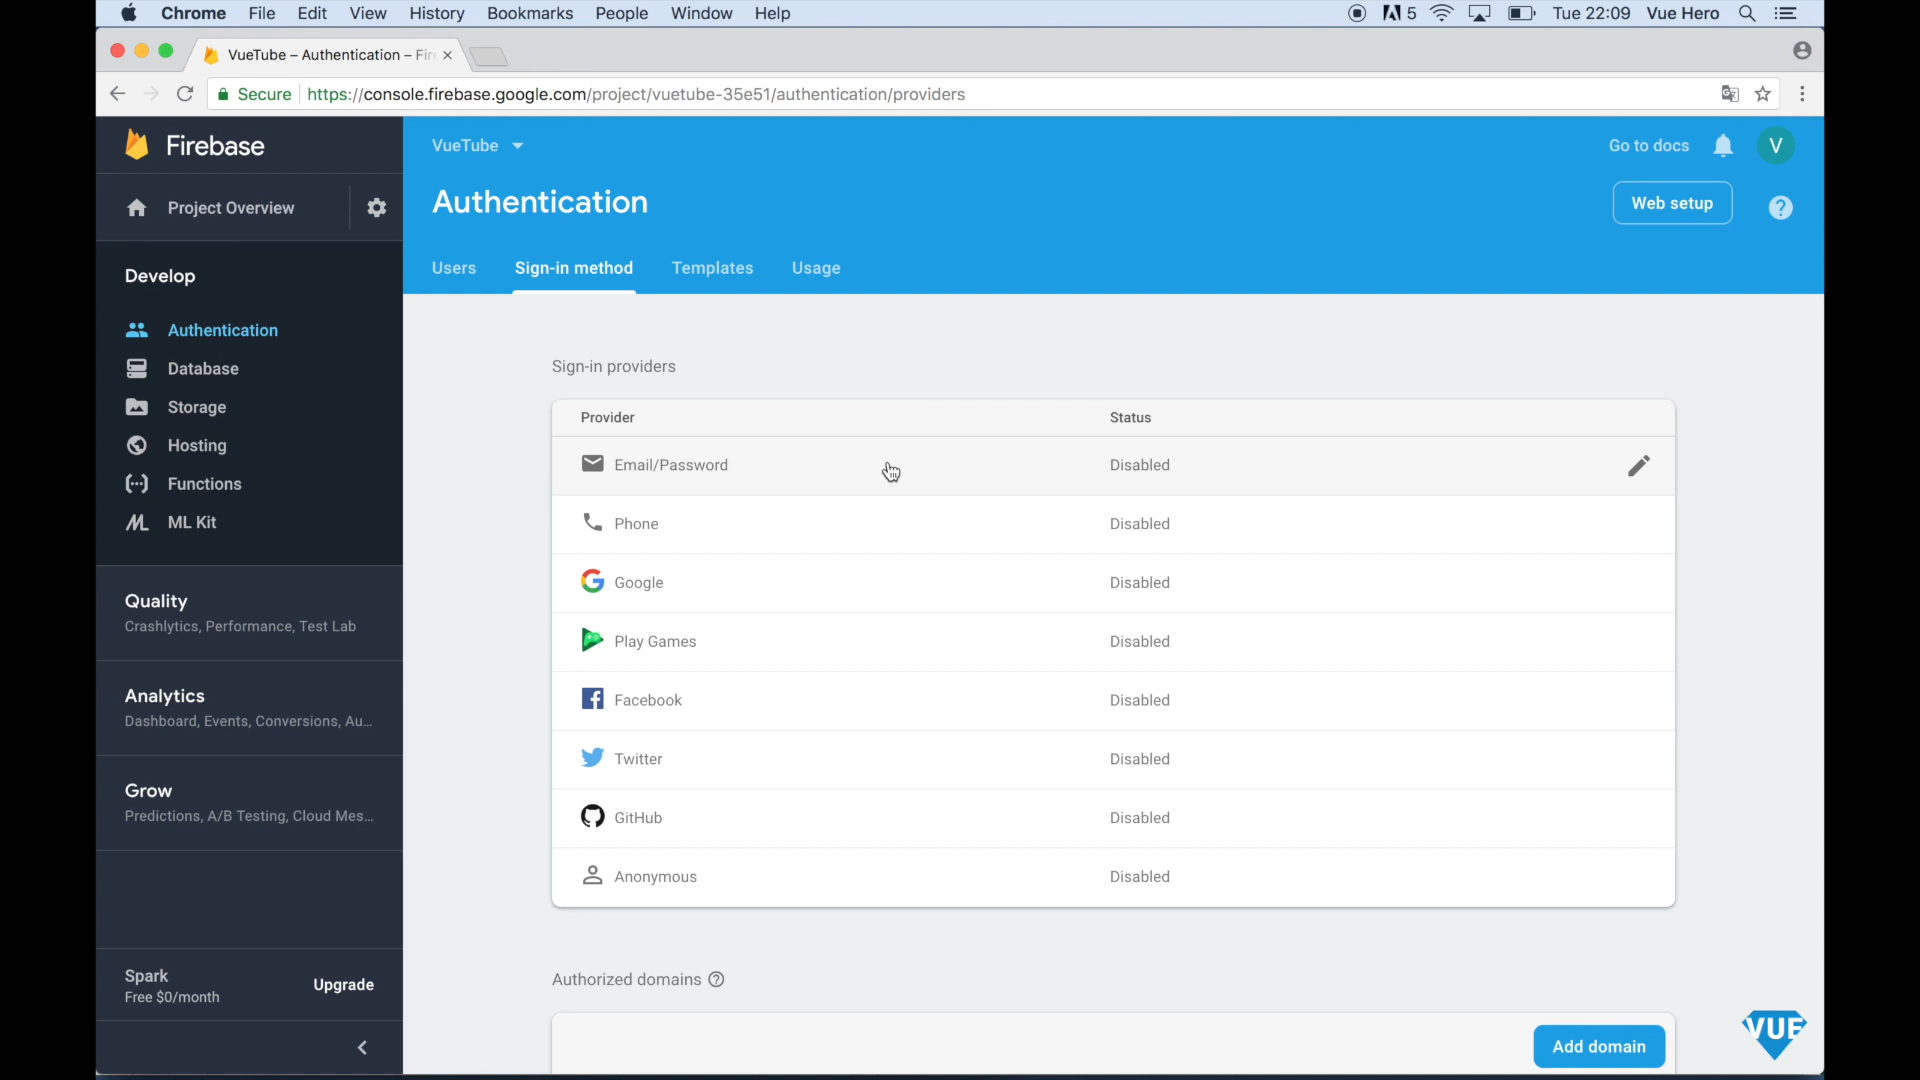 Chrome File Edit View History Bookmarks People Window Help 5 Tue 22:09 Vue Hero
VueTube – Authentication – Fire
Secure https://console.firebase.google.com/project/vuetube-35e51/authentication/providers
Firebase
VueTube
Go to docs
V
Project Overview
Authentication
Web setup
Users Sign-in method Templates Usage
Develop
Authentication
Database
Storage
Hosting
Functions
ML Kit
Quality
Crashlytics, Performance, Test Lab
Analytics
Dashboard, Events, Conversions, Au...
Grow
Predictions, A/B Testing, Cloud Mes...
Spark
Free $0/month
Upgrade
Sign-in providers
Provider Status
Email/Password Disabled
Phone Disabled
Google Disabled
Play Games Disabled
Facebook Disabled
Twitter Disabled
GitHub Disabled
Anonymous Disabled
Authorized domains
Add domain
VUE